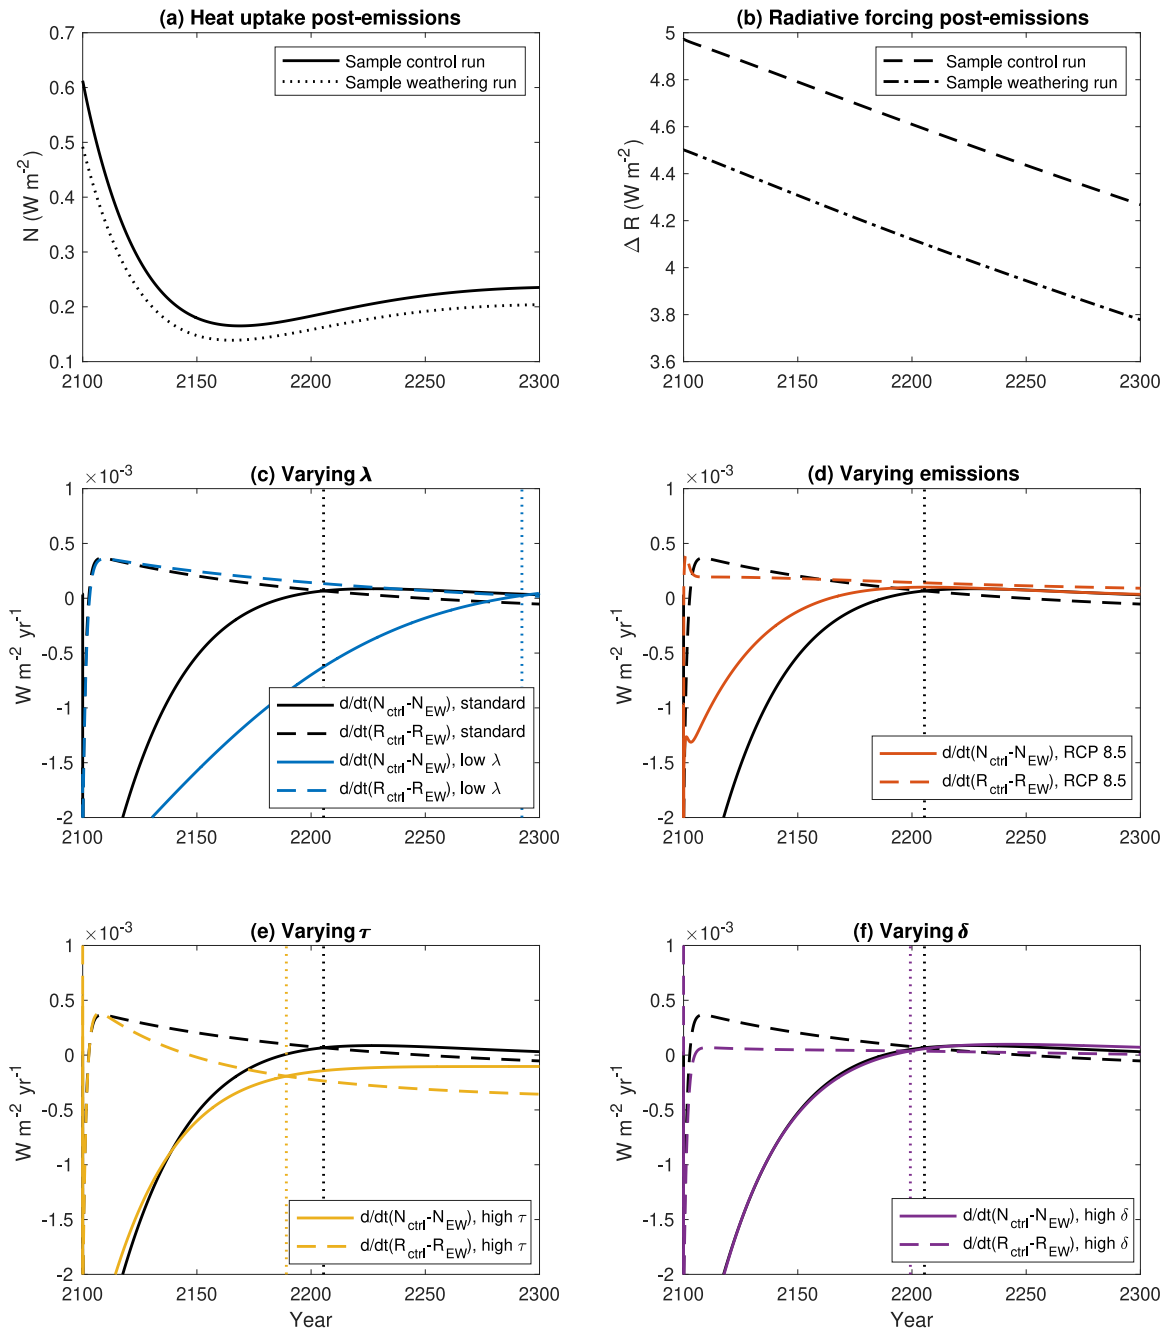 (a) Heat uptake post-emissions
0.7
0.6
0.5
0.4
0.3
0.2
0.1
N (W m-2)
Sample control run
Sample weathering run
2100 2150 2200 2250 2300
(b) Radiative forcing post-emissions
5
4.8
4.6
4.4
4.2
4
3.8
3.6
Δ R (W m-2)
Sample control run
Sample weathering run
2100 2150 2200 2250 2300
(c) Varying λ
×10-3
1
0.5
0
-0.5
-1
-1.5
-2
W m-2 yr-1
d/dt(Nctrl-NEW), standard
d/dt(Rctrl-REW), standard
d/dt(Nctrl-NEW), low λ
d/dt(Rctrl-REW), low λ
2100 2150 2200 2250 2300
(d) Varying emissions
×10-3
1
0.5
0
-0.5
-1
-1.5
-2
W m-2 yr-1
d/dt(Nctrl-NEW), RCP 8.5
d/dt(Rctrl-REW), RCP 8.5
2100 2150 2200 2250 2300
(e) Varying τ
×10-3
1
0.5
0
-0.5
-1
-1.5
-2
W m-2 yr-1
d/dt(Nctrl-NEW), high τ
d/dt(Rctrl-REW), high τ
2100 2150 2200 2250 2300
Year
(f) Varying δ
×10-3
1
0.5
0
-0.5
-1
-1.5
-2
W m-2 yr-1
d/dt(Nctrl-NEW), high δ
d/dt(Rctrl-REW), high δ
2100 2150 2200 2250 2300
Year